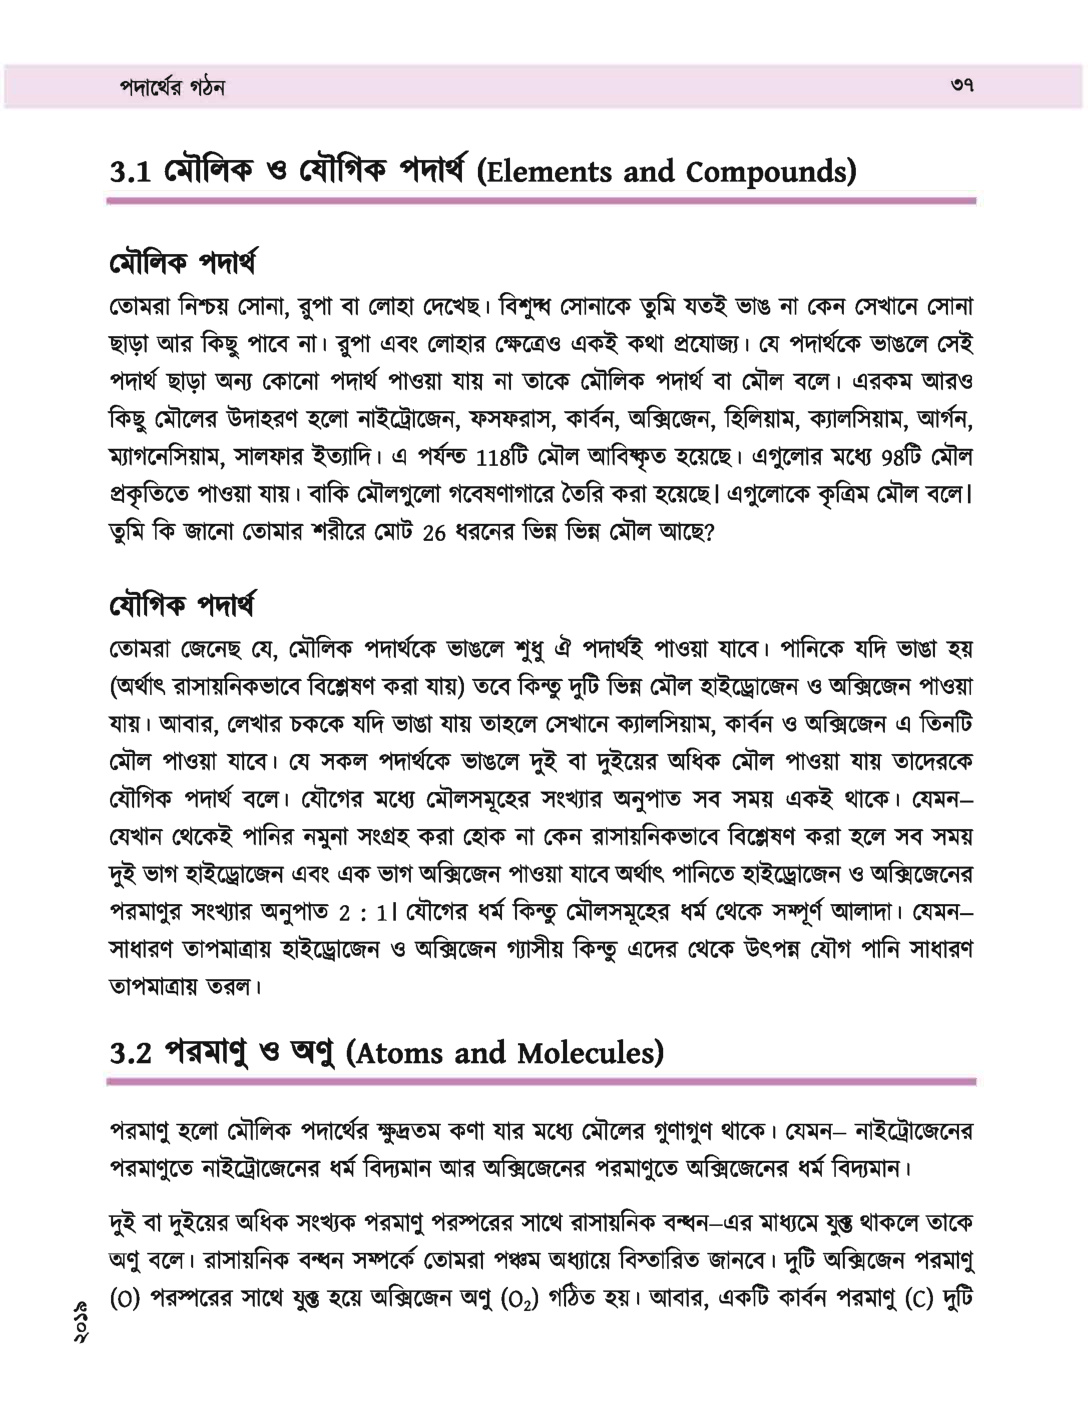 পদার্থের গঠন ৩৭
3.1 মৌলিক ও যৌগিক পদার্থ (Elements and Compounds)
মৌলিক পদার্থ
তোমরা নিশ্চয় সোনা, রুপা বা লোহা দেখেছ। বিশুদ্ধ সোনাকে তুমি যতই ভাঙ না কেন সেখানে সোনা
ছাড়া আর কিছু পাবে না। রুপা এবং লোহার ক্ষেত্রেও একই কথা প্রযোজ্য। যে পদার্থকে ভাঙলে সেই
পদার্থ ছাড়া অন্য কোনো পদার্থ পাওয়া যায় না তাকে মৌলিক পদার্থ বা মৌল বলে। এরকম আরও
কিছু মৌলের উদাহরণ হলো নাইট্রোজেন, ফসফরাস, কার্বন, অক্সিজেন, হিলিয়াম, ক্যালসিয়াম, আর্গন,
ম্যাগনেসিয়াম, সালফার ইত্যাদি। এ পর্যন্ত 118টি মৌল আবিষ্কৃত হয়েছে। এগুলোর মধ্যে 98টি মৌল
প্রকৃতিতে পাওয়া যায়। বাকি মৌলগুলো গবেষণাগারে তৈরি করা হয়েছে। এগুলোকে কৃত্রিম মৌল বলে।
তুমি কি জানো তোমার শরীরে মোট 26 ধরনের ভিন্ন ভিন্ন মৌল আছে?
যৌগিক পদার্থ
তোমরা জেনেছ যে, মৌলিক পদার্থকে ভাঙলে শুধু ঐ পদার্থই পাওয়া যাবে। পানিকে যদি ভাঙা হয়
(অর্থাৎ রাসায়নিকভাবে বিশ্লেষণ করা যায়) তবে কিন্তু দুটি ভিন্ন মৌল হাইড্রোজেন ও অক্সিজেন পাওয়া
যায়। আবার, লেখার চককে যদি ভাঙা যায় তাহলে সেখানে ক্যালসিয়াম, কার্বন ও অক্সিজেন এ তিনটি
মৌল পাওয়া যাবে। যে সকল পদার্থকে ভাঙলে দুই বা দুইয়ের অধিক মৌল পাওয়া যায় তাদেরকে
যৌগিক পদার্থ বলে। যৌগের মধ্যে মৌলসমূহের সংখ্যার অনুপাত সব সময় একই থাকে। যেমন–
যেখান থেকেই পানির নমুনা সংগ্রহ করা হোক না কেন রাসায়নিকভাবে বিশ্লেষণ করা হলে সব সময়
দুই ভাগ হাইড্রোজেন এবং এক ভাগ অক্সিজেন পাওয়া যাবে অর্থাৎ পানিতে হাইড্রোজেন ও অক্সিজেনের
পরমাণুর সংখ্যার অনুপাত 2 : 1। যৌগের ধর্ম কিন্তু মৌলসমূহের ধর্ম থেকে সম্পূর্ণ আলাদা। যেমন–
সাধারণ তাপমাত্রায় হাইড্রোজেন ও অক্সিজেন গ্যাসীয় কিন্তু এদের থেকে উৎপন্ন যৌগ পানি সাধারণ
তাপমাত্রায় তরল।
3.2 পরমাণু ও অণু (Atoms and Molecules)
পরমাণু হলো মৌলিক পদার্থের ক্ষুদ্রতম কণা যার মধ্যে মৌলের গুণাগুণ থাকে। যেমন– নাইট্রোজেনের
পরমাণুতে নাইট্রোজেনের ধর্ম বিদ্যমান আর অক্সিজেনের পরমাণুতে অক্সিজেনের ধর্ম বিদ্যমান।
দুই বা দুইয়ের অধিক সংখ্যক পরমাণু পরস্পরের সাথে রাসায়নিক বন্ধন–এর মাধ্যমে যুক্ত থাকলে তাকে
অণু বলে। রাসায়নিক বন্ধন সম্পর্কে তোমরা পঞ্চম অধ্যায়ে বিস্তারিত জানবে। দুটি অক্সিজেন পরমাণু
(O) পরস্পরের সাথে যুক্ত হয়ে অক্সিজেন অণু (O₂) গঠিত হয়। আবার, একটি কার্বন পরমাণু (C) দুটি
২০১৯